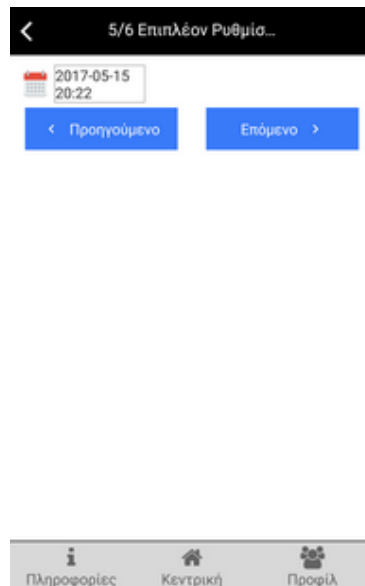 5/6 Επιπλέον Ρυθμίσ...
2017-05-15
20:22
Προηγούμενο
Επόμενο
Πληροφορίες
Κεντρική
Προφίλ